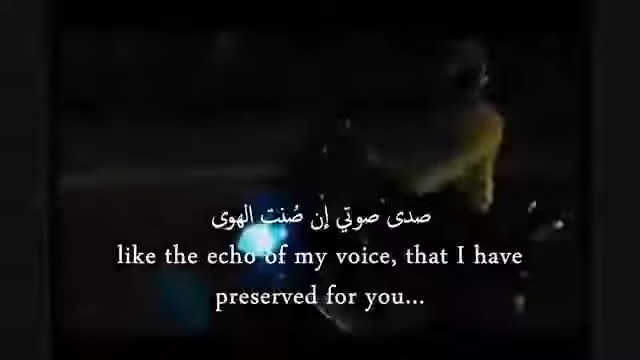 صدى صوتي إن صُنت الهوى
like the echo of my voice, that I have
preserved for you...